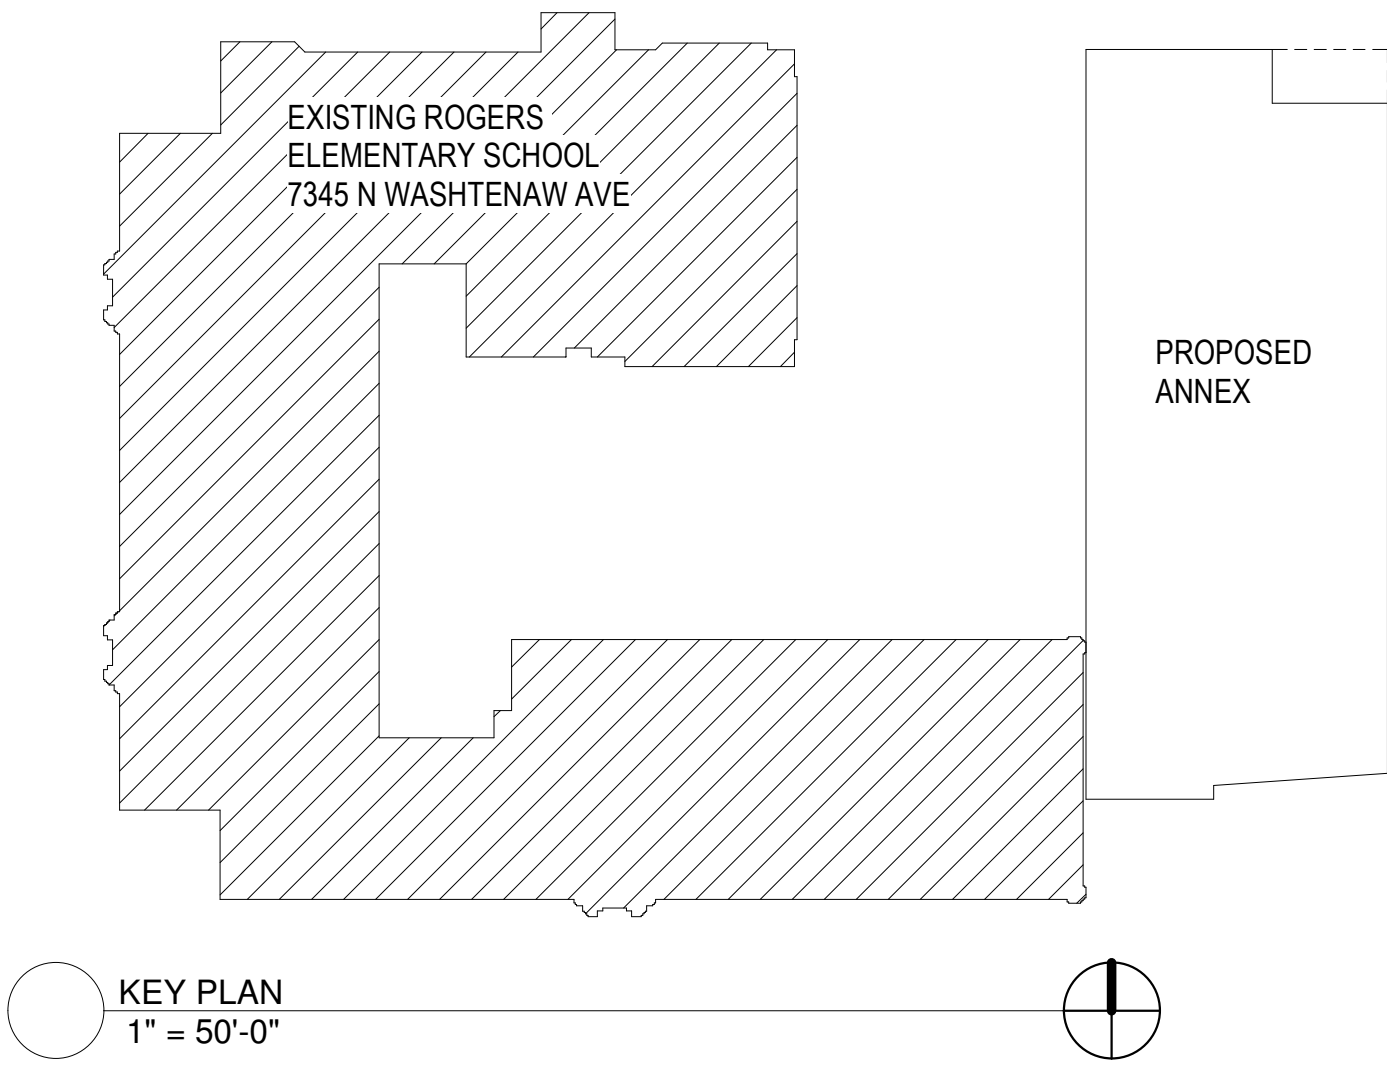 EXISTING ROGERS
ELEMENTARY SCHOOL
7345 N WASHTENAW AVE
PROPOSED
ANNEX
KEY PLAN
1" = 50'-0"